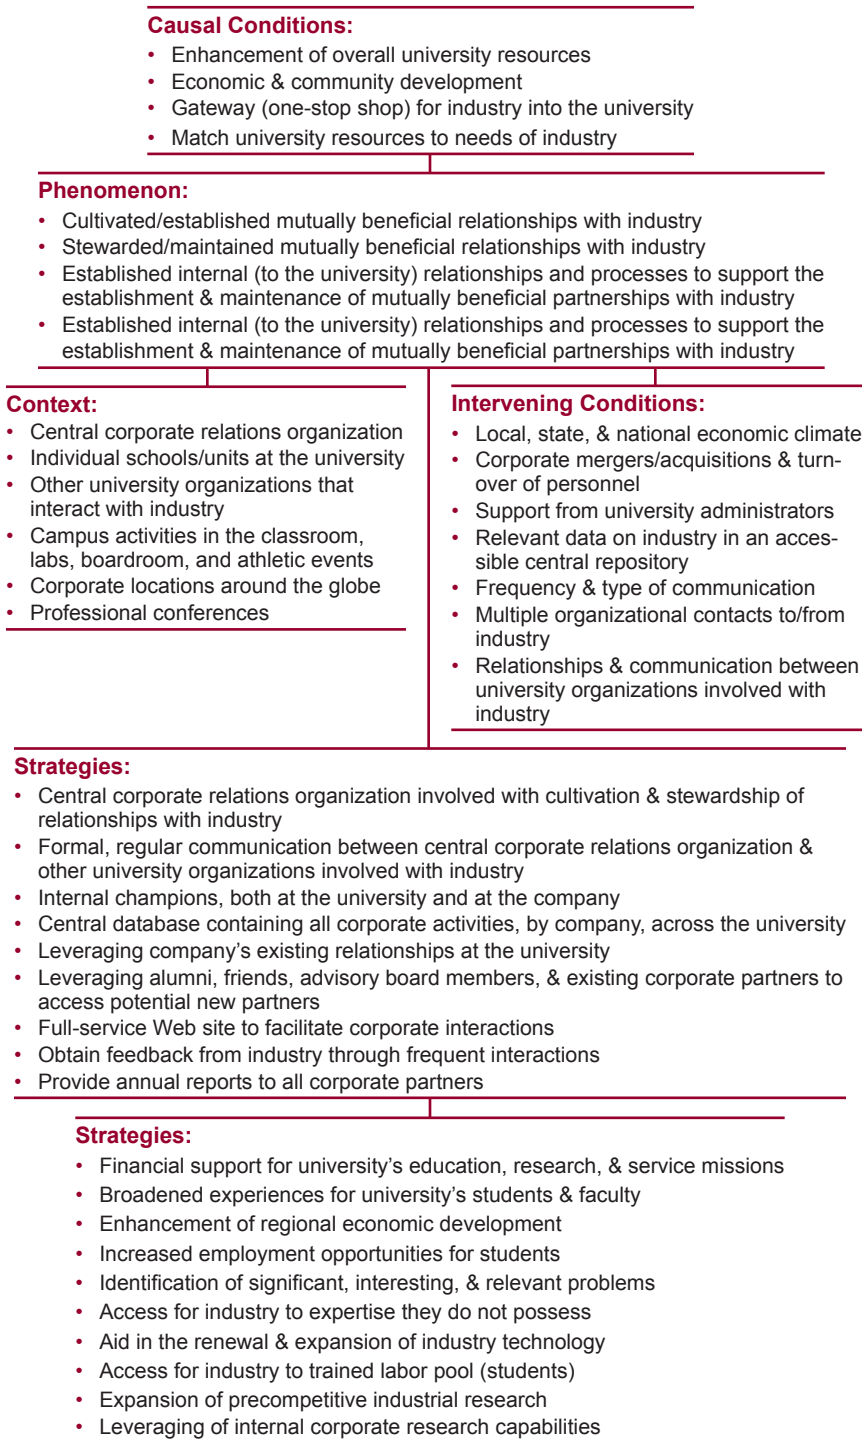 Causal Conditions:
• Enhancement of overall university resources
• Economic & community development
• Gateway (one-stop shop) for industry into the university
• Match university resources to needs of industry
Phenomenon:
• Cultivated/established mutually beneficial relationships with industry
• Stewarded/maintained mutually beneficial relationships with industry
• Established internal (to the university) relationships and processes to support the
establishment & maintenance of mutually beneficial partnerships with industry
• Established internal (to the university) relationships and processes to support the
establishment & maintenance of mutually beneficial partnerships with industry
Context:
• Central corporate relations organization
• Individual schools/units at the university
• Other university organizations that
interact with industry
• Campus activities in the classroom,
labs, boardroom, and athletic events
• Corporate locations around the globe
• Professional conferences
Intervening Conditions:
• Local, state, & national economic climate
• Corporate mergers/acquisitions & turn-
over of personnel
• Support from university administrators
• Relevant data on industry in an acces-
sible central repository
• Frequency & type of communication
• Multiple organizational contacts to/from
industry
• Relationships & communication between
university organizations involved with
industry
Strategies:
• Central corporate relations organization involved with cultivation & stewardship of
relationships with industry
• Formal, regular communication between central corporate relations organization &
other university organizations involved with industry
• Internal champions, both at the university and at the company
• Central database containing all corporate activities, by company, across the university
• Leveraging company's existing relationships at the university
• Leveraging alumni, friends, advisory board members, & existing corporate partners to
access potential new partners
• Full-service Web site to facilitate corporate interactions
• Obtain feedback from industry through frequent interactions
• Provide annual reports to all corporate partners
Strategies:
• Financial support for university's education, research, & service missions
• Broadened experiences for university's students & faculty
• Enhancement of regional economic development
• Increased employment opportunities for students
• Identification of significant, interesting, & relevant problems
• Access for industry to expertise they do not possess
• Aid in the renewal & expansion of industry technology
• Access for industry to trained labor pool (students)
• Expansion of precompetitive industrial research
• Leveraging of internal corporate research capabilities